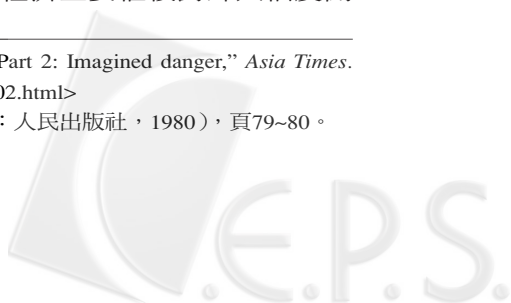 Part 2: Imagined danger,” Asia Times.
02.html>
：人民出版社，1980），頁79~80。
C.E.P.S.